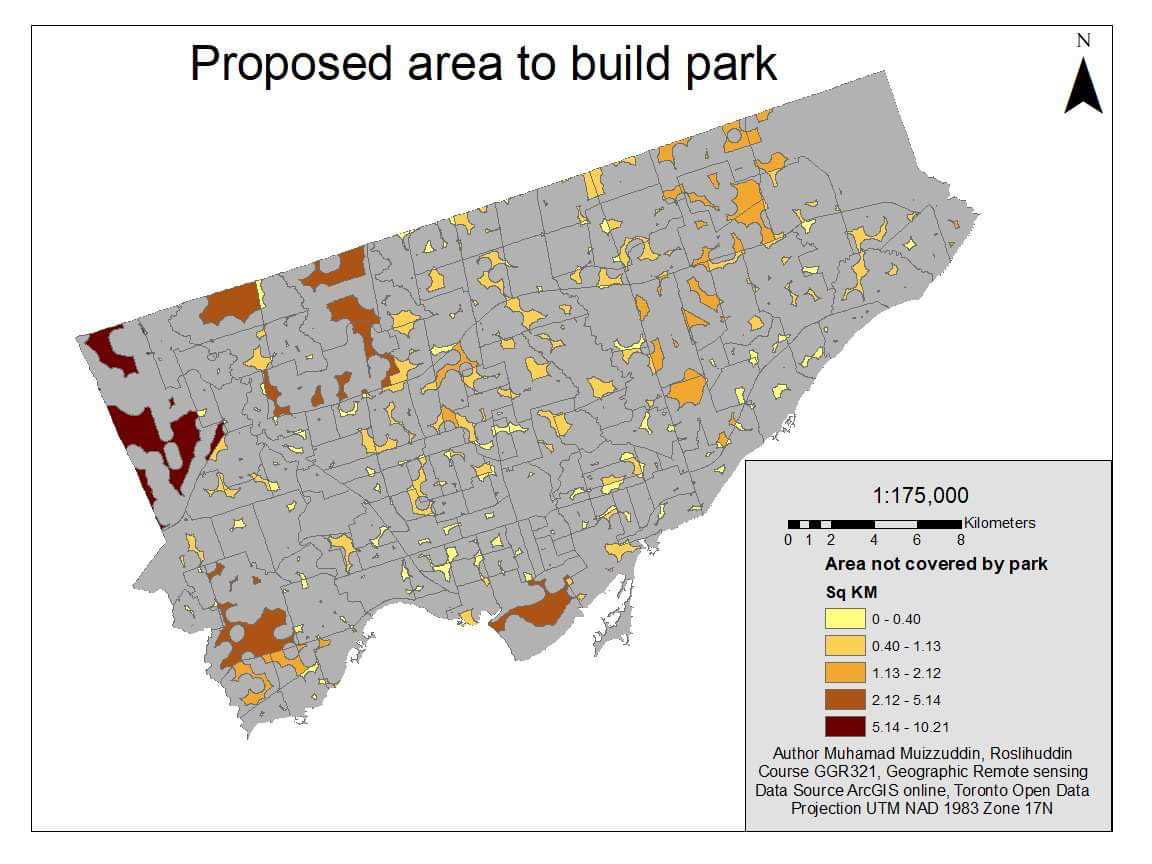 Proposed area to build park
N
1:175,000
Kilometers
0 1 2 4 6 8
Area not covered by park
Sq KM
0 - 0.40
0.40 - 1.13
1.13 - 2.12
2.12 - 5.14
5.14 - 10.21
Author Muhamad Muizzuddin, Roslihuddin
Course GGR321, Geographic Remote sensing
Data Source ArcGIS online, Toronto Open Data
Projection UTM NAD 1983 Zone 17N